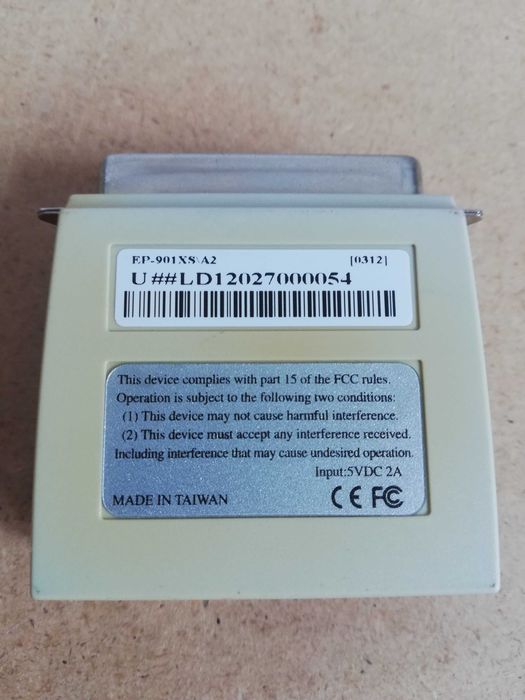 EP-901XS\A2 [0312]
U##LD12027000054
This device complies with part 15 of the FCC rules.
Operation is subject to the following two conditions:
(1) This device may not cause harmful interference.
(2) This device must accept any interference received.
Including interference that may cause undesired operation.
Input:5VDC 2A
MADE IN TAIWAN CE FC